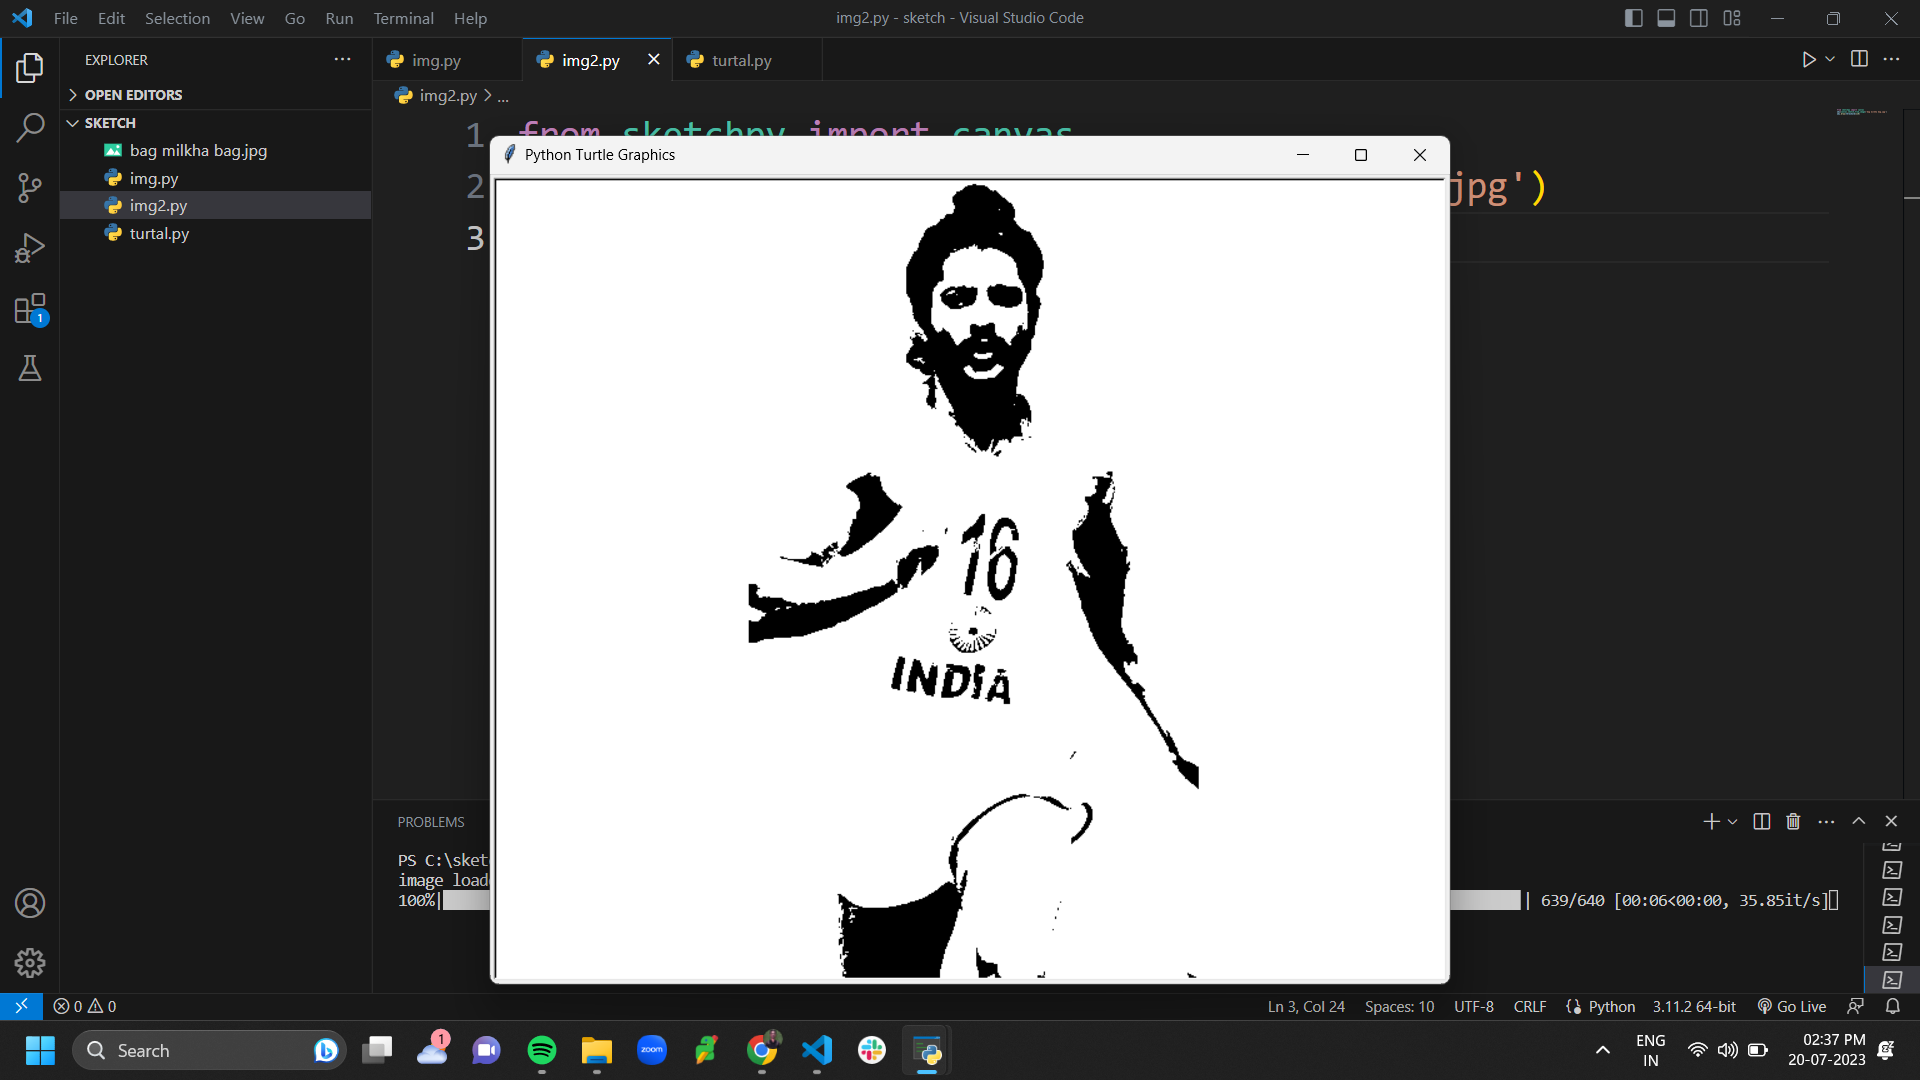 File Edit Selection View Go Run Terminal Help
img2.py - sketch - Visual Studio Code
EXPLORER
OPEN EDITORS
SKETCH
bag milkha bag.jpg
img.py
img2.py
turtal.py
img.py
img2.py
turtal.py
img2.py > ...
1 from sketchpy import canvas
2 jpg')
3
Python Turtle Graphics
16
INDIA
PROBLEMS
PS C:\sket
image load
100%| | 639/640 [00:06<00:00, 35.85it/s]
1
0 0
Ln 3, Col 24 Spaces: 10 UTF-8 CRLF Python 3.11.2 64-bit Go Live
Search
1
zoom
ENG
IN
02:37 PM
20-07-2023